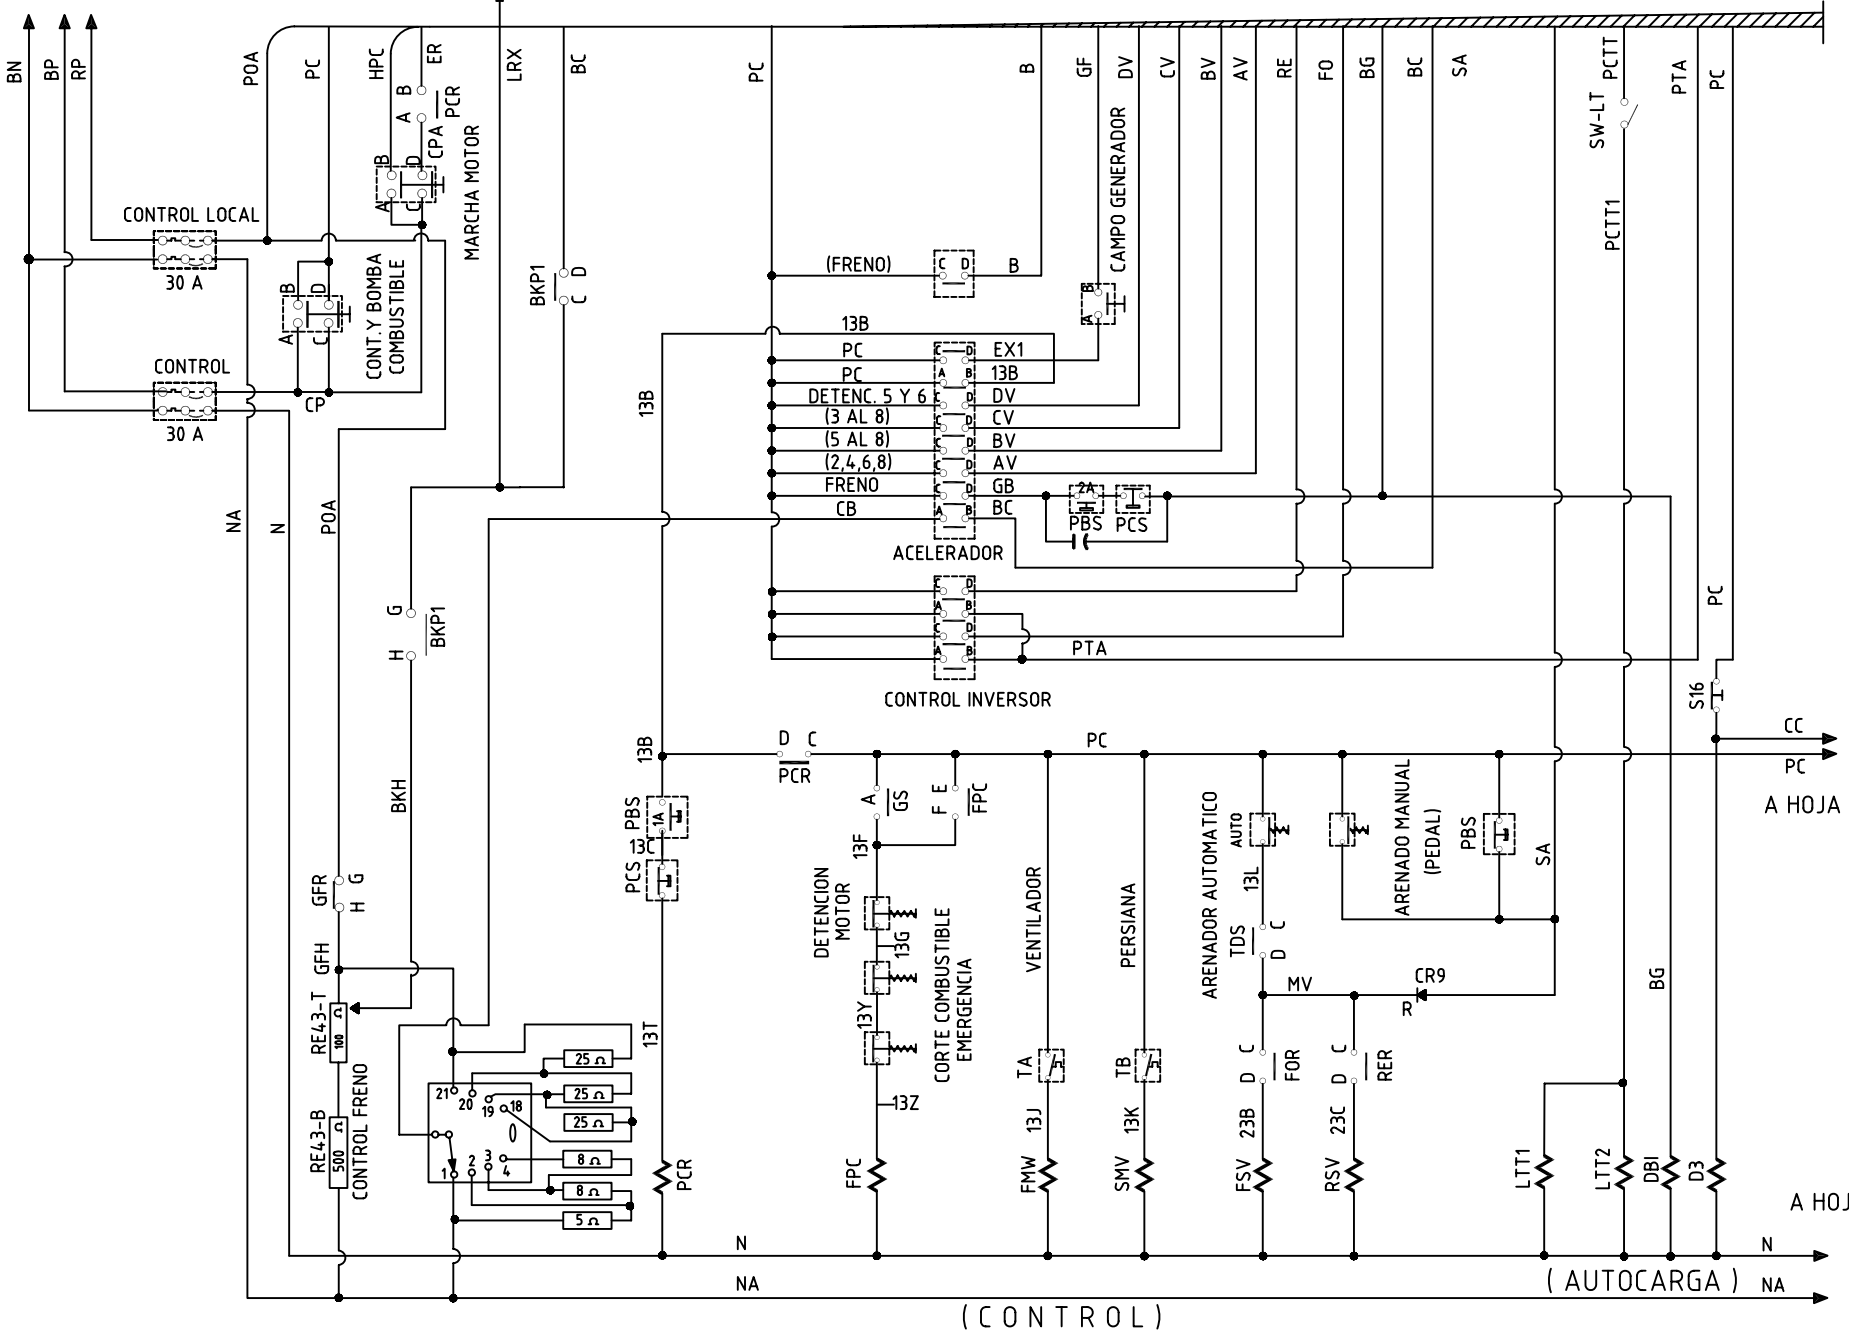 BN
BP
RP
POA
PC
HPC
ER
LRX
BC
PC
B
GF
DV
CV
BV
AV
RE
FO
BG
BC
SA
PCTT
PTA
PC
A B
PCR
CPA
SW-LT
PCTT1
B D
A C
MARCHA MOTOR
CAMPO GENERADOR
CONTROL LOCAL
30 A
B D
A C
CONT.Y BOMBA
COMBUSTIBLE
BKP1
D
C
(FRENO)
C D
B
B
A
CONTROL
30 A
CP
13B
13B
PC
C D
EX1
PC
A B
13B
DETENC. 5 Y 6
C D
DV
(3 AL 8)
C D
CV
(5 AL 8)
C D
BV
(2,4,6,8)
C D
AV
FRENO
C D
GB
CB
A B
BC
2A
PBS
PCS
ACELERADOR
NA
N
POA
C D
A B
C D
A B
PTA
CONTROL INVERSOR
G
H
BKP1
PC
S16
CC
PC
A HOJA
13B
D C
PCR
PC
BKH
PBS
1A
13C
PCS
A
GS
F E
FPC
13F
DETENCION
MOTOR
13G
13Y
CORTE COMBUSTIBLE
EMERGENCIA
13Z
VENTILADOR
PERSIANA
ARENADOR AUTOMATICO
AUTO
13L
TDS
D C
ARENADO MANUAL
(PEDAL)
PBS
SA
MV
CR9
R
BG
GFR
G
H
GFH
RE43-T
100 Ω
RE43-B
500 Ω
CONTROL FRENO
13T
25 Ω
25 Ω
25 Ω
8 Ω
8 Ω
5 Ω
21
20
19
18
0
1
2
3
4
PCR
FPC
TA
13J
FMW
TB
13K
SMV
D C
FOR
23B
FSV
D C
RER
23C
RSV
LTT1
LTT2
DBI
D3
A HOJ
N
N
NA
(AUTOCARGA)
NA
(CONTROL)